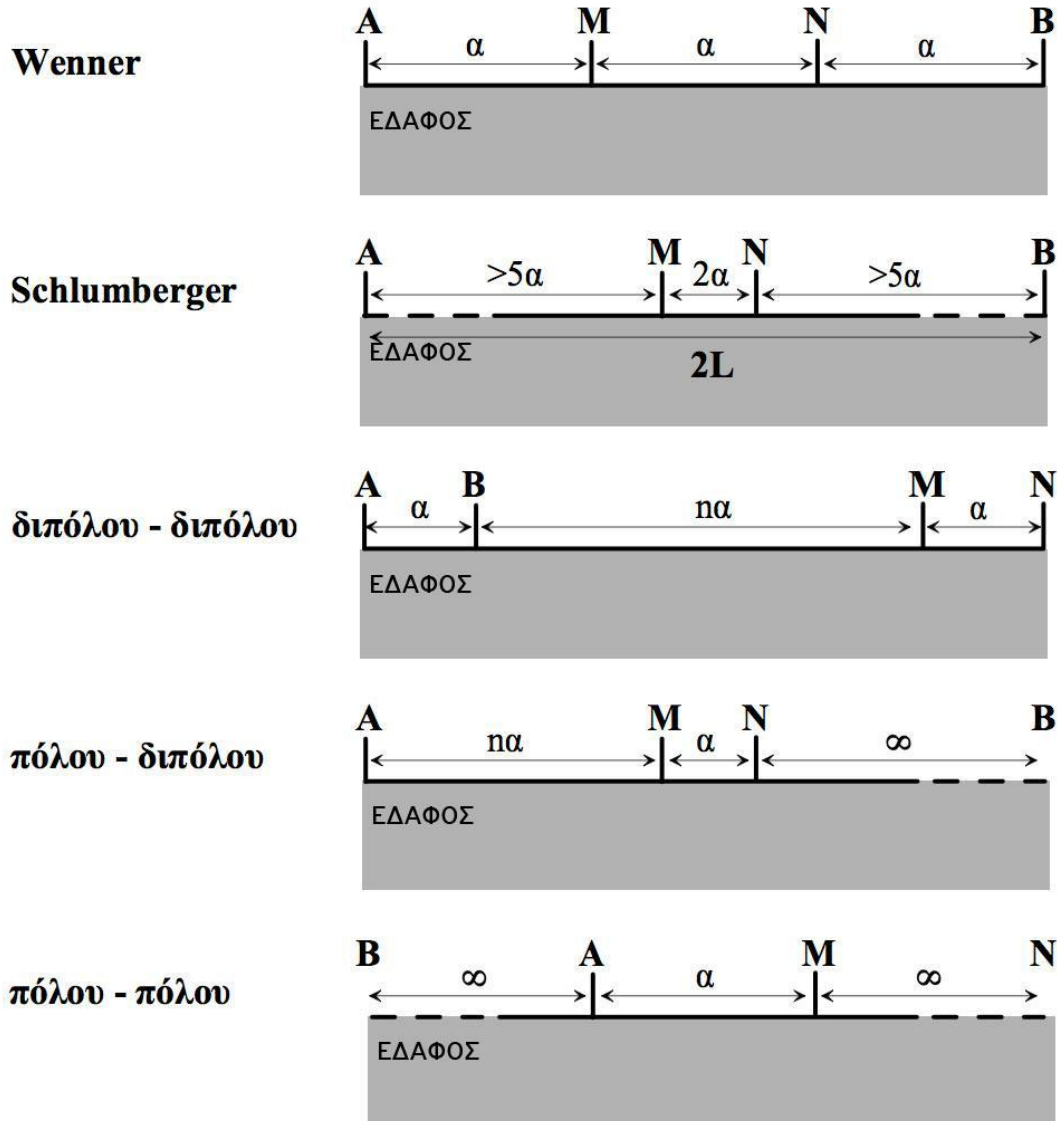 A M N B
Wenner α α α
ΕΔΑΦΟΣ
A M N B
Schlumberger >5α 2α >5α
ΕΔΑΦΟΣ
2L
A B M N
διπόλου - διπόλου α nα α
ΕΔΑΦΟΣ
A M N B
πόλου - διπόλου nα α ∞
ΕΔΑΦΟΣ
B A M N
πόλου - πόλου ∞ α ∞
ΕΔΑΦΟΣ